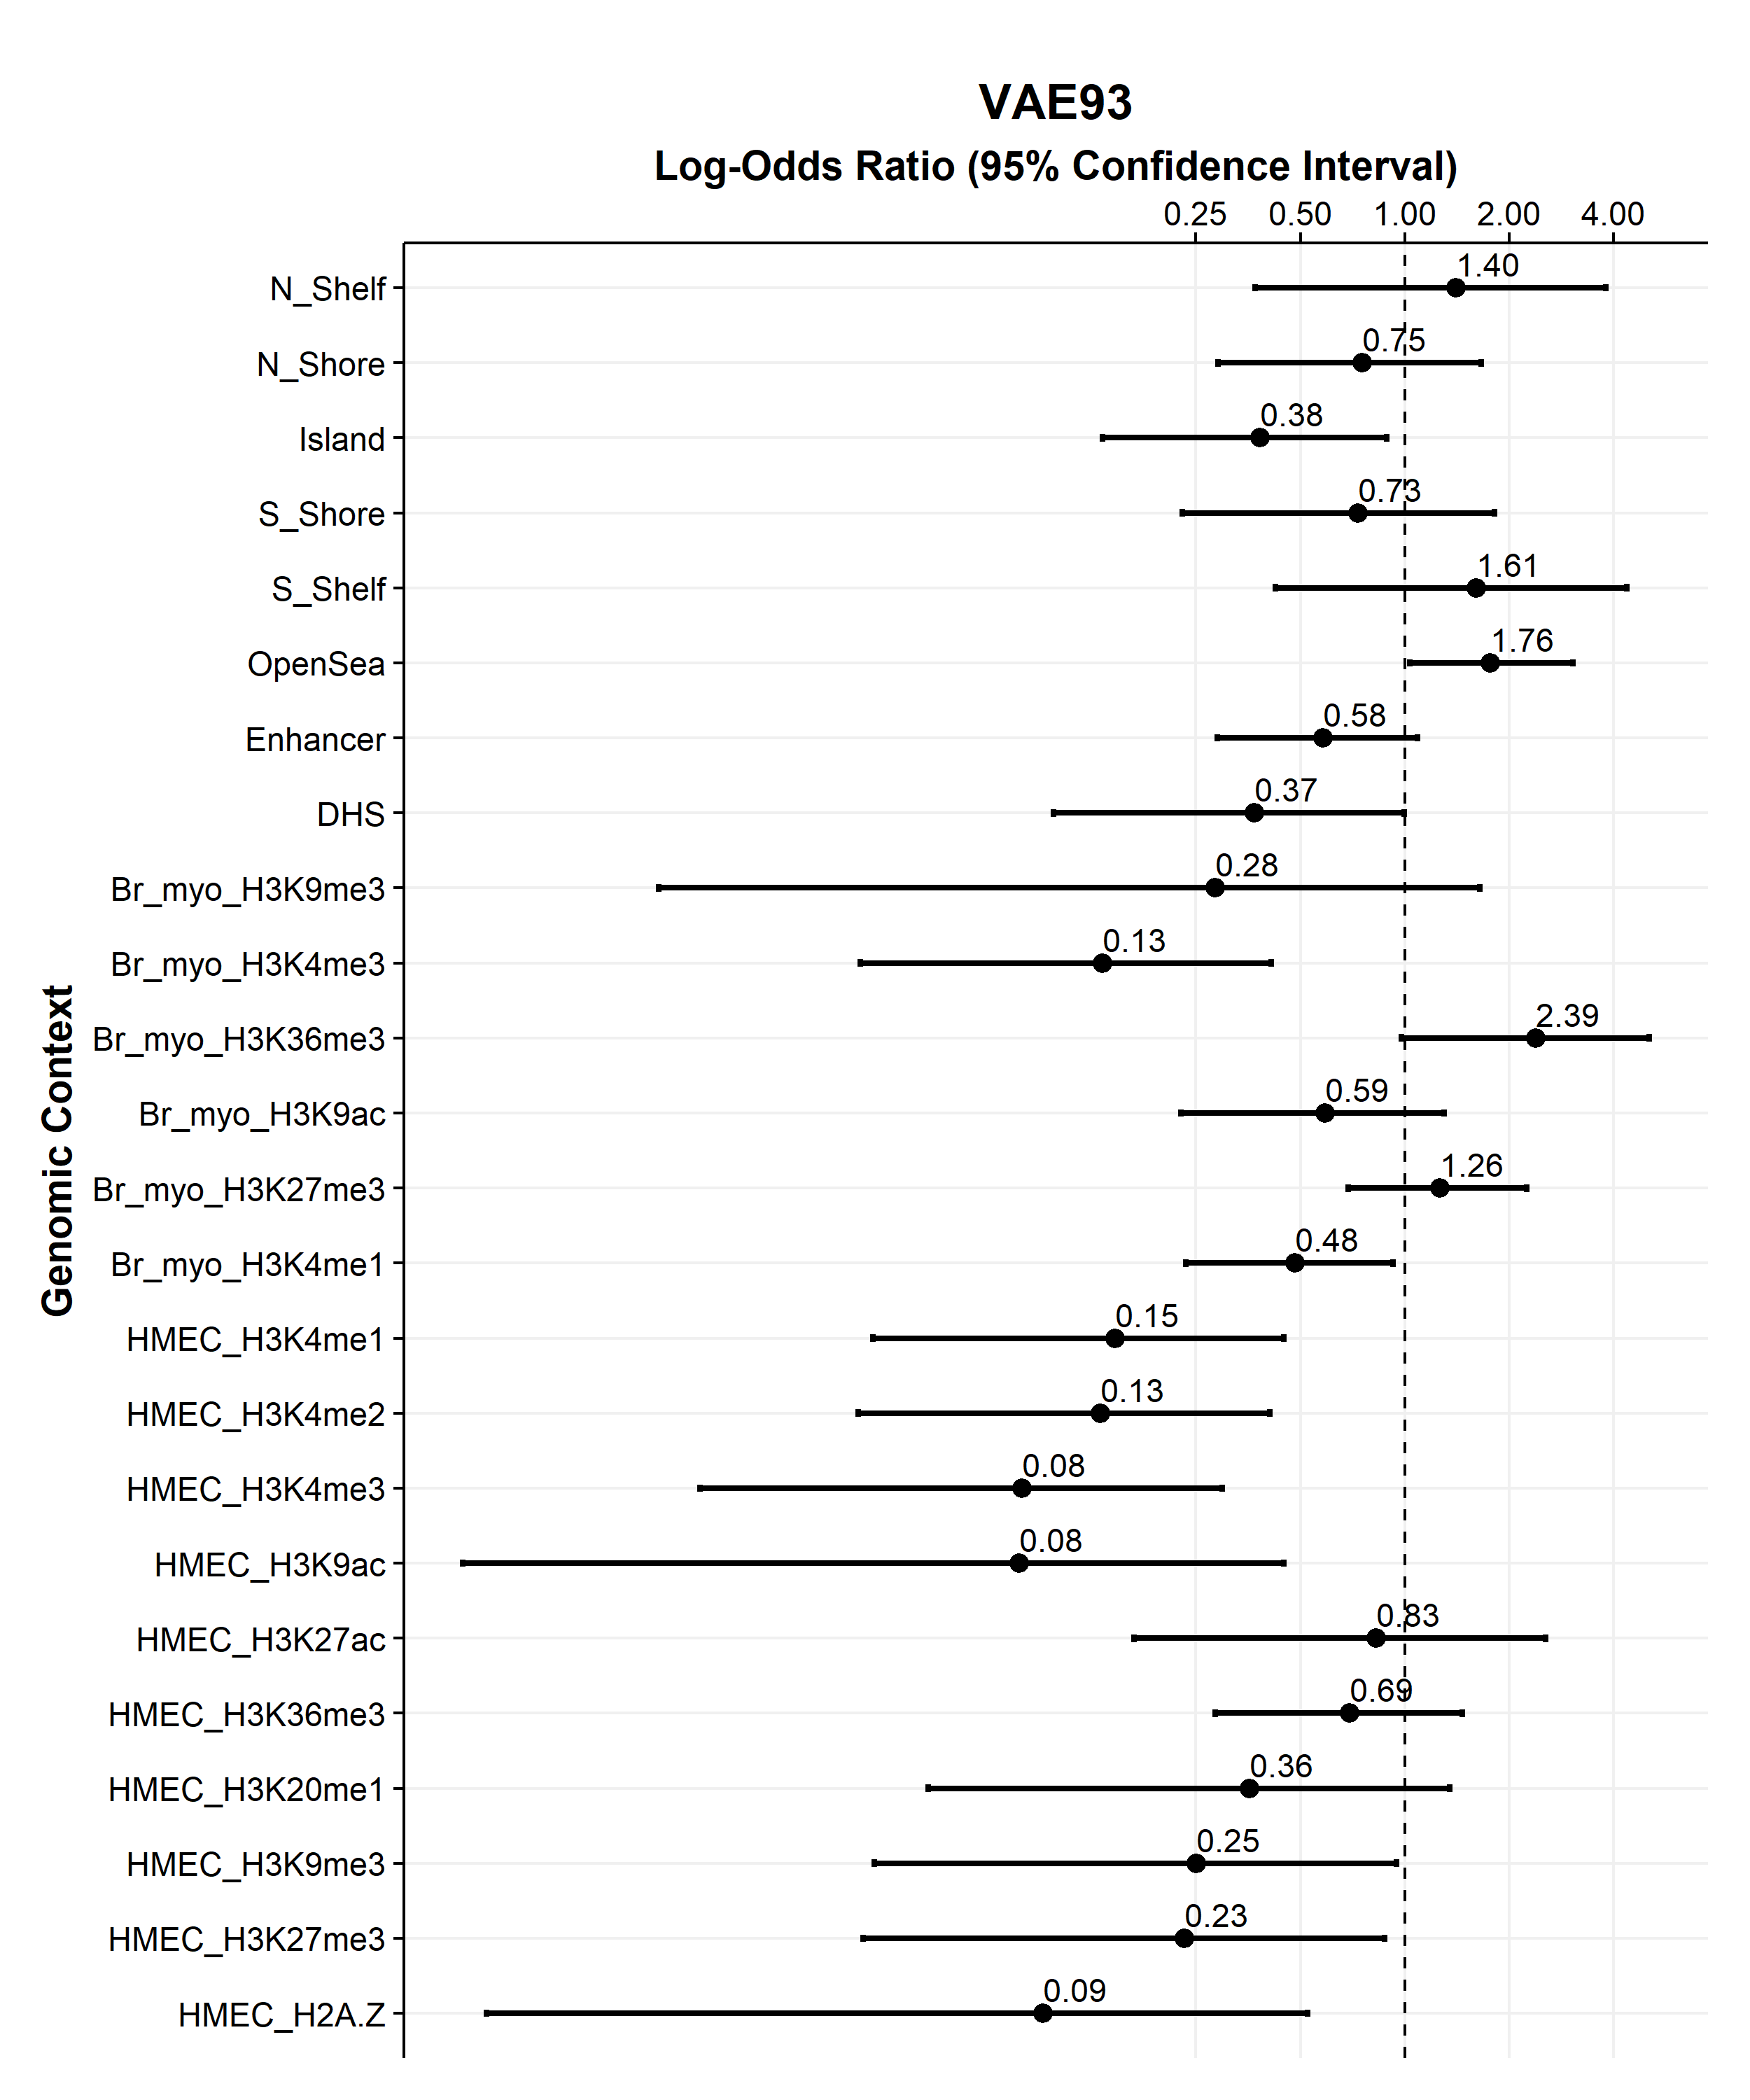 VAE93
Log-Odds Ratio (95% Confidence Interval)
0.25 0.50 1.00 2.00 4.00
N_Shelf 1.40
N_Shore 0.75
Island 0.38
S_Shore 0.73
S_Shelf 1.61
OpenSea 1.76
Enhancer 0.58
DHS 0.37
Br_myo_H3K9me3 0.28
Br_myo_H3K4me3 0.13
Br_myo_H3K36me3 2.39
Br_myo_H3K9ac 0.59
Br_myo_H3K27me3 1.26
Br_myo_H3K4me1 0.48
HMEC_H3K4me1 0.15
HMEC_H3K4me2 0.13
HMEC_H3K4me3 0.08
HMEC_H3K9ac 0.08
HMEC_H3K27ac 0.83
HMEC_H3K36me3 0.69
HMEC_H3K20me1 0.36
HMEC_H3K9me3 0.25
HMEC_H3K27me3 0.23
HMEC_H2A.Z 0.09
Genomic Context